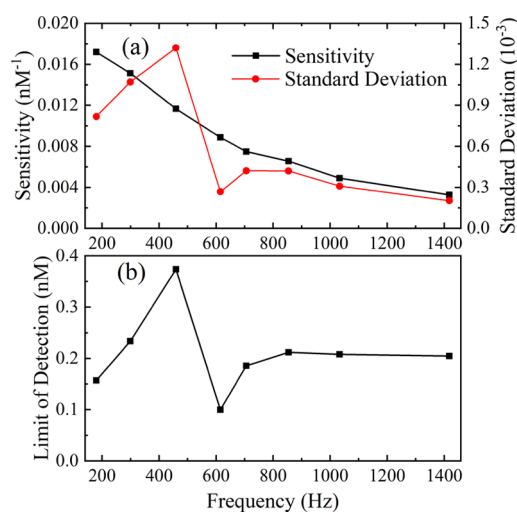 (a)
Sensitivity
Standard Deviation
Sensitivity (nM⁻¹)
0.020
0.016
0.012
0.008
0.004
0.000
Standard Deviation (10⁻³)
1.5
1.2
0.9
0.6
0.3
0.0
200 400 600 800 1000 1200 1400
(b)
Limit of Detection (nM)
0.4
0.3
0.2
0.1
0.0
200 400 600 800 1000 1200 1400
Frequency (Hz)